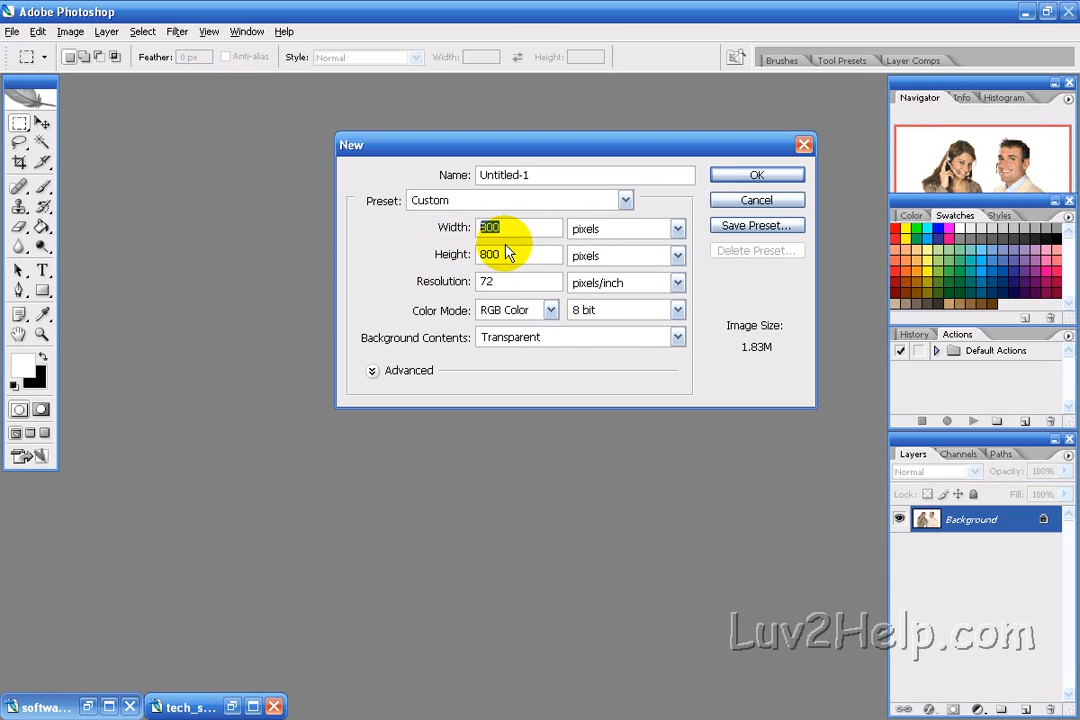 Adobe Photoshop
File Edit Image Layer Select Filter View Window Help
Feather: 0 px Anti-alias Style: Normal Width: Height: Brushes Tool Presets Layer Comps
New
Name: Untitled-1 OK
Preset: Custom Cancel
Width: 800 pixels Save Preset...
Height: 800 pixels Delete Preset...
Resolution: 72 pixels/inch
Color Mode: RGB Color 8 bit
Background Contents: Transparent
Image Size:
1.83M
Advanced
Navigator Info Histogram
Color Swatches Styles
History Actions
Default Actions
Layers Channels Paths
Normal Opacity: 100%
Lock: Fill: 100%
Background
Luv2Help.com
softwa... tech_s...